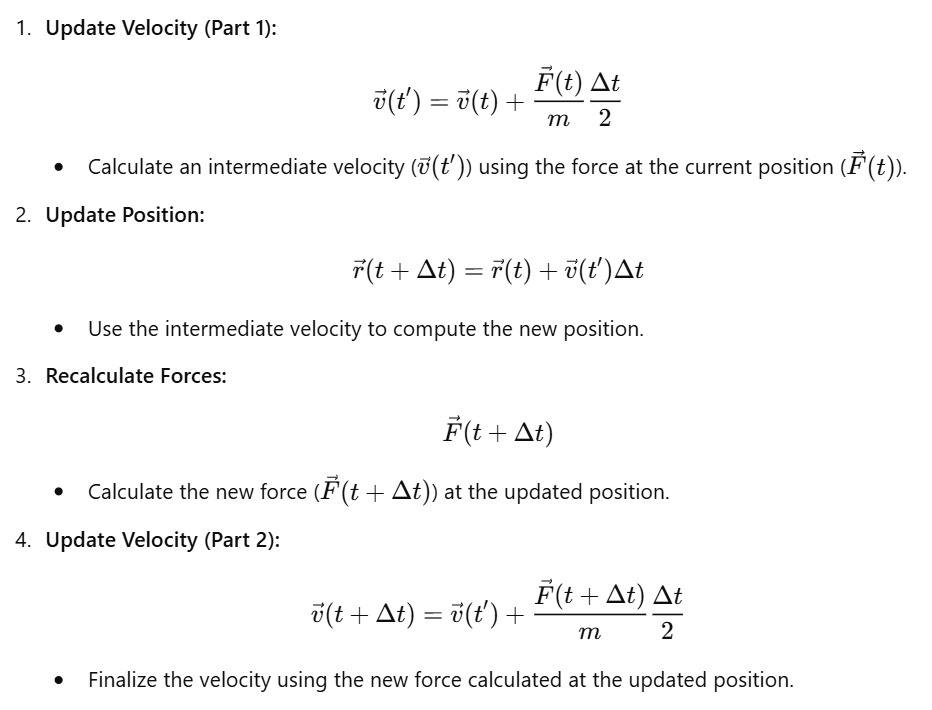 1. Update Velocity (Part 1):
$\vec{v}(t') = \vec{v}(t) + \frac{\vec{F}(t)}{m} \frac{\Delta t}{2}$
• Calculate an intermediate velocity ($\vec{v}(t')$) using the force at the current position ($\vec{F}(t)$).
2. Update Position:
$\vec{r}(t + \Delta t) = \vec{r}(t) + \vec{v}(t')\Delta t$
• Use the intermediate velocity to compute the new position.
3. Recalculate Forces:
$\vec{F}(t + \Delta t)$
• Calculate the new force ($\vec{F}(t + \Delta t)$) at the updated position.
4. Update Velocity (Part 2):
$\vec{v}(t + \Delta t) = \vec{v}(t') + \frac{\vec{F}(t + \Delta t)}{m} \frac{\Delta t}{2}$
• Finalize the velocity using the new force calculated at the updated position.